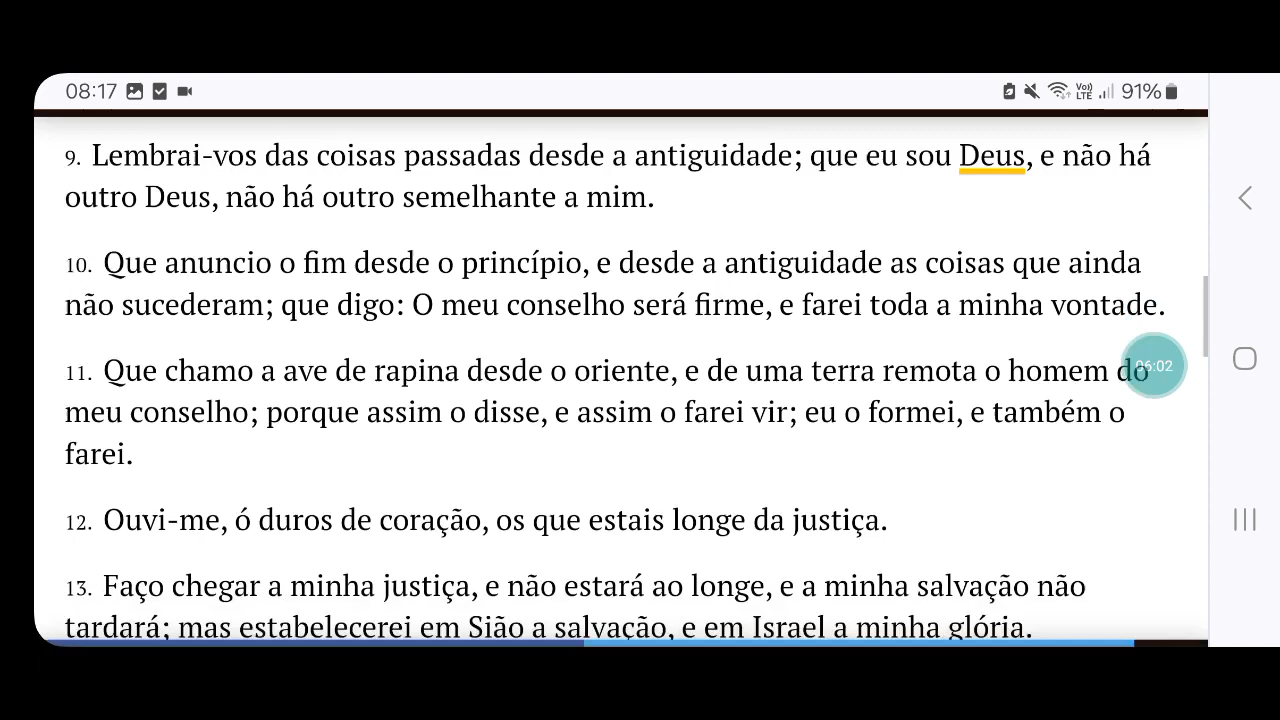 08:17 Vo)) LTE 91%
9. Lembrai-vos das coisas passadas desde a antiguidade; que eu sou Deus, e não há
outro Deus, não há outro semelhante a mim.
10. Que anuncio o fim desde o princípio, e desde a antiguidade as coisas que ainda
não sucederam; que digo: O meu conselho será firme, e farei toda a minha vontade.
11. Que chamo a ave de rapina desde o oriente, e de uma terra remota o homem do
06:02
meu conselho; porque assim o disse, e assim o farei vir; eu o formei, e também o
farei.
12. Ouvi-me, ó duros de coração, os que estais longe da justiça.
13. Faço chegar a minha justiça, e não estará ao longe, e a minha salvação não
tardará; mas estabelecerei em Sião a salvação, e em Israel a minha glória.